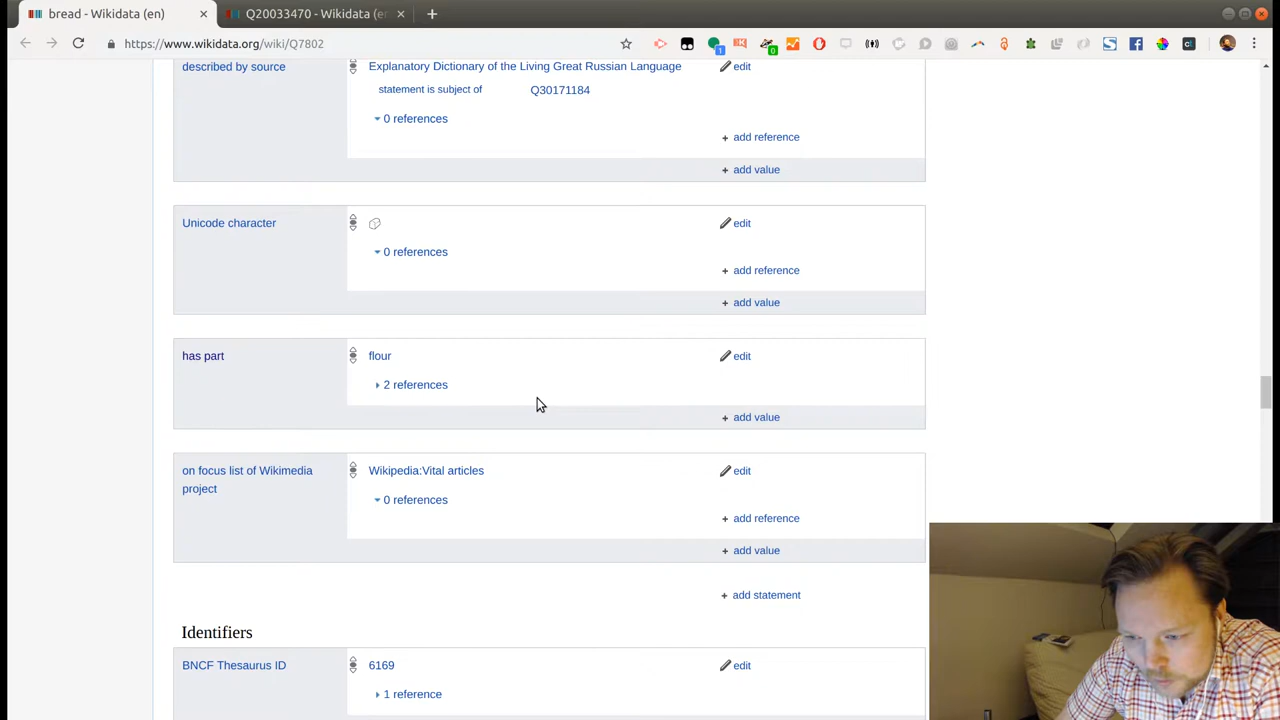 bread - Wikidata (en)
Q20033470 - Wikidata (en
https://www.wikidata.org/wiki/Q7802
1
0
described by source
Explanatory Dictionary of the Living Great Russian Language
edit
statement is subject of
Q30171184
0 references
+ add reference
+ add value
Unicode character
edit
0 references
+ add reference
+ add value
has part
flour
edit
2 references
+ add value
on focus list of Wikimedia
project
Wikipedia:Vital articles
edit
0 references
+ add reference
+ add value
+ add statement
Identifiers
BNCF Thesaurus ID
6169
edit
1 reference